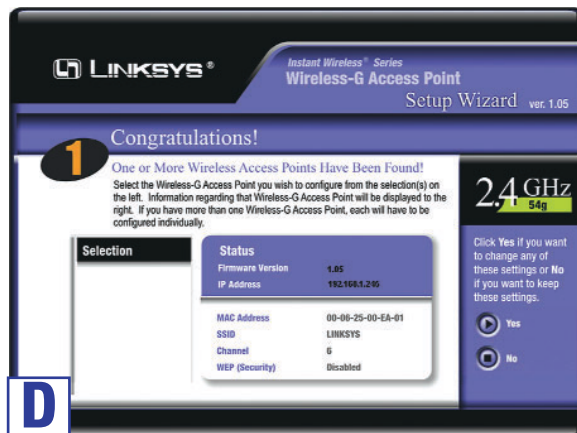 LINKSYS®
Instant Wireless® Series
Wireless-G Access Point
Setup Wizard ver. 1.05
1
Congratulations!
One or More Wireless Access Points Have Been Found!
Select the Wireless-G Access Point you wish to configure from the selection(s) on
the left. Information regarding that Wireless-G Access Point will be displayed to the
right. If you have more than one Wireless-G Access Point, each will have to be
configured individually.
Selection
Status
Firmware Version 1.05
IP Address 192.168.1.245
MAC Address 00-06-25-00-EA-01
SSID LINKSYS
Channel 6
WEP (Security) Disabled
2.4 GHz
54g
Click Yes if you want
to change any of
these settings or No
if you want to keep
these settings.
Yes
No
D